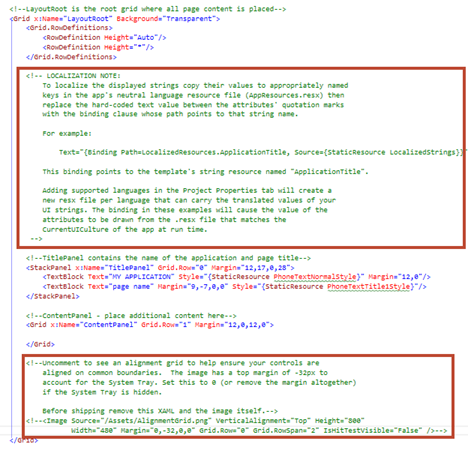 <!--LayoutRoot is the root grid where all page content is placed-->
<Grid x:Name="LayoutRoot" Background="Transparent">
<Grid.RowDefinitions>
<RowDefinition Height="Auto"/>
<RowDefinition Height="*"/>
</Grid.RowDefinitions>
<!-- LOCALIZATION NOTE:
To localize the displayed strings copy their values to appropriately named
keys in the app's neutral language resource file (AppResources.resx) then
replace the hard-coded text value between the attributes' quotation marks
with the binding clause whose path points to that string name.
For example:
Text="{Binding Path=LocalizedResources.ApplicationTitle, Source={StaticResource LocalizedStrings}}"
This binding points to the template's string resource named "ApplicationTitle".
Adding supported languages in the Project Properties tab will create a
new resx file per language that can carry the translated values of your
UI strings. The binding in these examples will cause the value of the
attributes to be drawn from the .resx file that matches the
CurrentUICulture of the app at run time.
-->
<!--TitlePanel contains the name of the application and page title-->
<StackPanel x:Name="TitlePanel" Grid.Row="0" Margin="12,17,0,28">
<TextBlock Text="MY APPLICATION" Style="{StaticResource PhoneTextNormalStyle}" Margin="12,0"/>
<TextBlock Text="page name" Margin="9,-7,0,0" Style="{StaticResource PhoneTextTitle1Style}"/>
</StackPanel>
<!--ContentPanel - place additional content here-->
<Grid x:Name="ContentPanel" Grid.Row="1" Margin="12,0,12,0">
</Grid>
<!--Uncomment to see an alignment grid to help ensure your controls are
aligned on common boundaries.  The image has a top margin of -32px to
account for the System Tray. Set this to 0 (or remove the margin altogether)
if the System Tray is hidden.
Before shipping remove this XAML and the image itself.-->
<!--<Image Source="/Assets/AlignmentGrid.png" VerticalAlignment="Top" Height="800"
Width="480" Margin="0,-32,0,0" Grid.Row="0" Grid.RowSpan="2" IsHitTestVisible="False" />-->
</Grid>